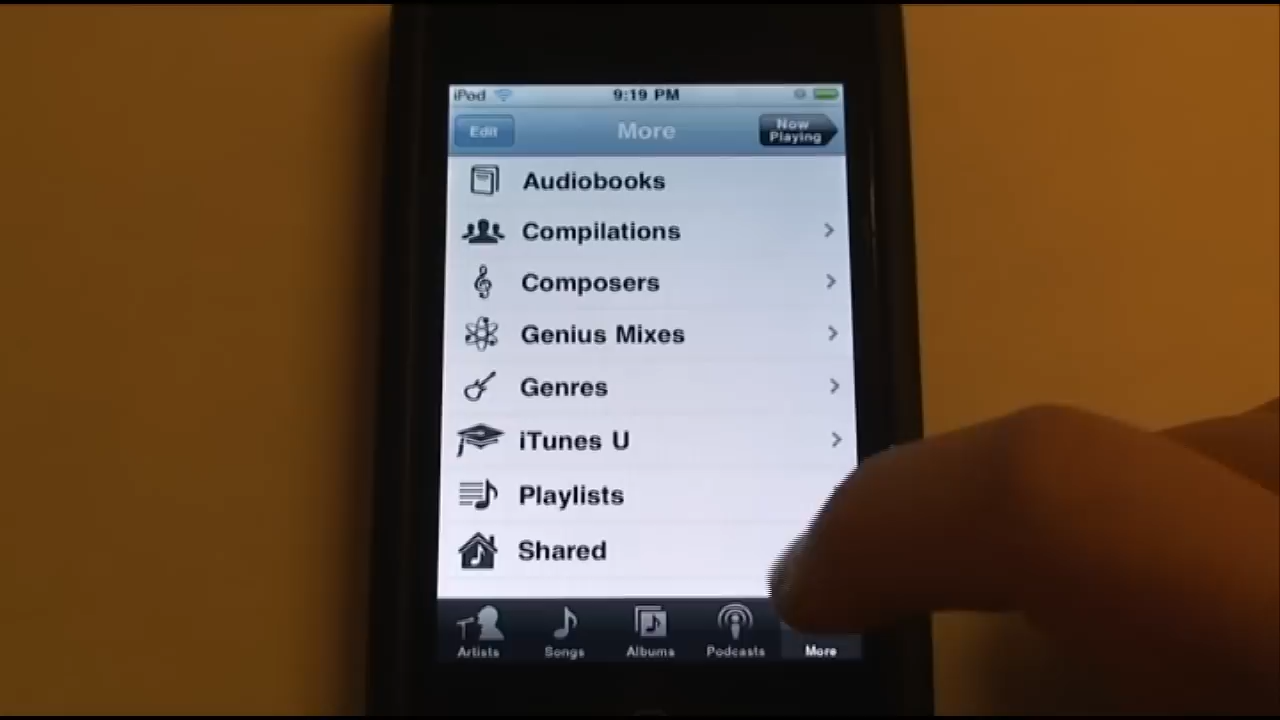 iPod 9:19 PM
Edit More Now
Playing
Audiobooks
Compilations
Composers
Genius Mixes
Genres
iTunes U
Playlists
Shared
Artists Songs Albums Podcasts More